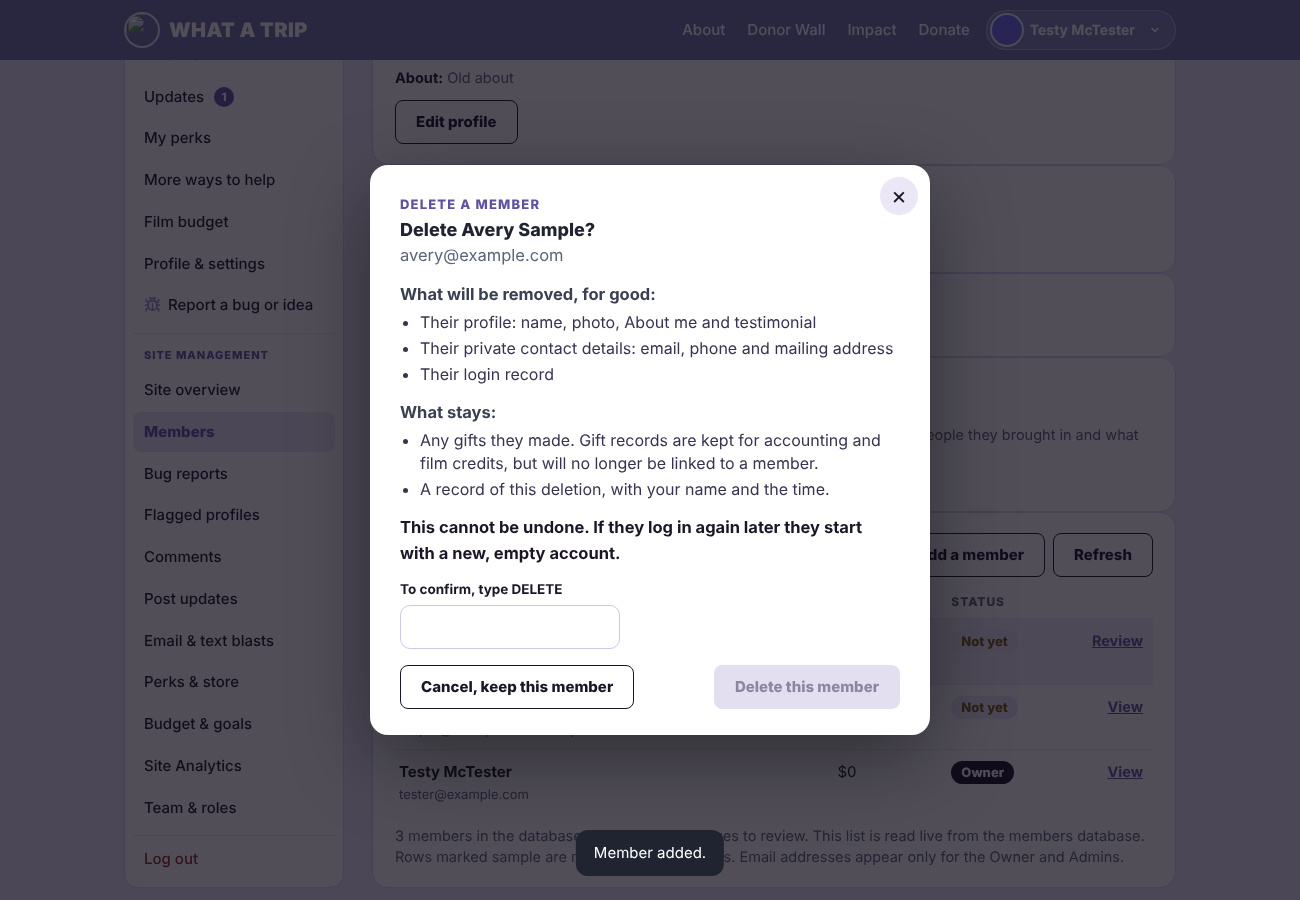 WHAT A TRIP
About
Donor Wall
Impact
Donate
Testy McTester
Updates 1
My perks
More ways to help
Film budget
Profile & settings
Report a bug or idea
SITE MANAGEMENT
Site overview
Members
Bug reports
Flagged profiles
Comments
Post updates
Email & text blasts
Perks & store
Budget & goals
Site Analytics
Team & roles
Log out
About: Old about
Edit profile
DELETE A MEMBER
Delete Avery Sample?
avery@example.com
What will be removed, for good:
• Their profile: name, photo, About me and testimonial
• Their private contact details: email, phone and mailing address
• Their login record
What stays:
• Any gifts they made. Gift records are kept for accounting and
film credits, but will no longer be linked to a member.
• A record of this deletion, with your name and the time.
This cannot be undone. If they log in again later they start
with a new, empty account.
To confirm, type DELETE
Cancel, keep this member
Delete this member
they brought in and what
a member
Refresh
STATUS
Not yet
Review
Not yet
View
Testy McTester
$0
Owner
View
tester@example.com
3 members in the database
to review. This list is read live from the members database.
Rows marked sample are
Email addresses appear only for the Owner and Admins.
Member added.